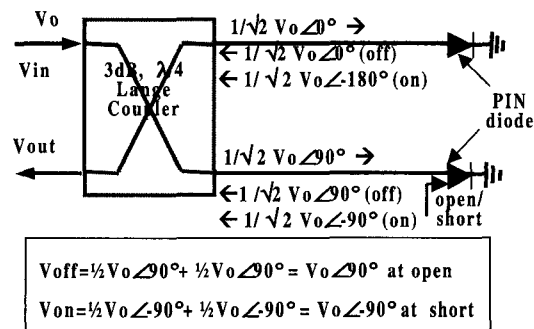 Vo
1/√2 Vo∠0° →
Vin
← 1/ √2 Vo∠0° (off)
← 1/ √2 Vo∠-180° (on)
3dB, λ/4
Lange
Coupler
PIN
diode
Vout
1/√2 Vo∠90° →
←1/ √2 Vo∠90° (off)
← 1/ √2 Vo∠-90° (on)
open/
short
Voff=½Vo∠90°+ ½Vo∠90° = Vo∠90° at open
Von=½Vo∠-90°+ ½Vo∠-90° = Vo∠-90° at short